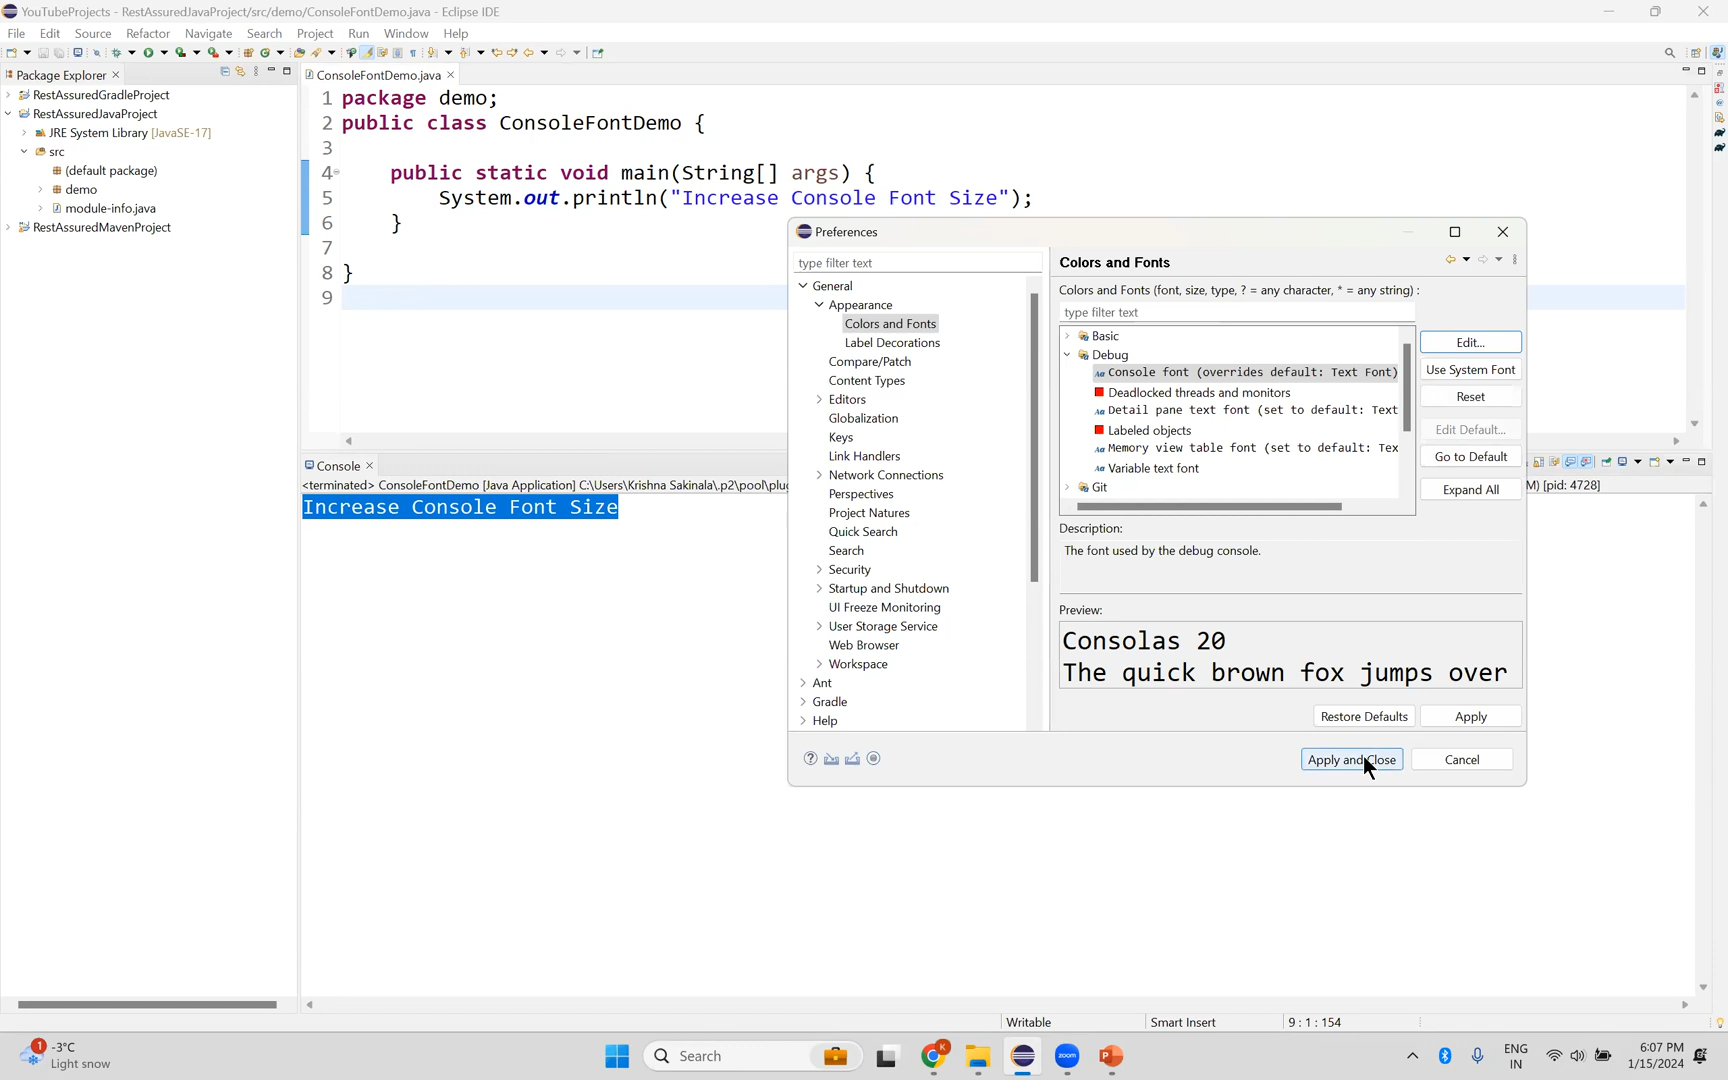 YouTubeProjects - RestAssuredJavaProject/src/demo/ConsoleFontDemo.java - Eclipse IDE
File Edit Source Refactor Navigate Search Project Run Window Help
Package Explorer
RestAssuredGradleProject
RestAssuredJavaProject
JRE System Library [JavaSE-17]
src
(default package)
demo
module-info.java
RestAssuredMavenProject
ConsoleFontDemo.java
1 package demo;
2 public class ConsoleFontDemo {
3
4 public static void main(String[] args) {
5 System.out.println("Increase Console Font Size");
6 }
7
8 }
9
Console
<terminated> ConsoleFontDemo [Java Application] C:\Users\Krishna Sakinala\.p2\pool\plu
M) [pid: 4728]
Increase Console Font Size
Preferences
type filter text
General
Appearance
Colors and Fonts
Label Decorations
Compare/Patch
Content Types
Editors
Globalization
Keys
Link Handlers
Network Connections
Perspectives
Project Natures
Quick Search
Search
Security
Startup and Shutdown
UI Freeze Monitoring
User Storage Service
Web Browser
Workspace
Ant
Gradle
Help
Colors and Fonts
Colors and Fonts (font, size, type, ? = any character, * = any string) :
type filter text
Basic
Debug
Console font (overrides default: Text Font)
Deadlocked threads and monitors
Detail pane text font (set to default: Text
Labeled objects
Memory view table font (set to default: Tex
Variable text font
Git
Edit...
Use System Font
Reset
Edit Default...
Go to Default
Expand All
Description:
The font used by the debug console.
Preview:
Consolas 20
The quick brown fox jumps over
Restore Defaults Apply
Apply and Close Cancel
Writable Smart Insert 9 : 1 : 154
1
-3°C
Light snow
Search
K
zoom
P
ENG
IN
6:07 PM
1/15/2024